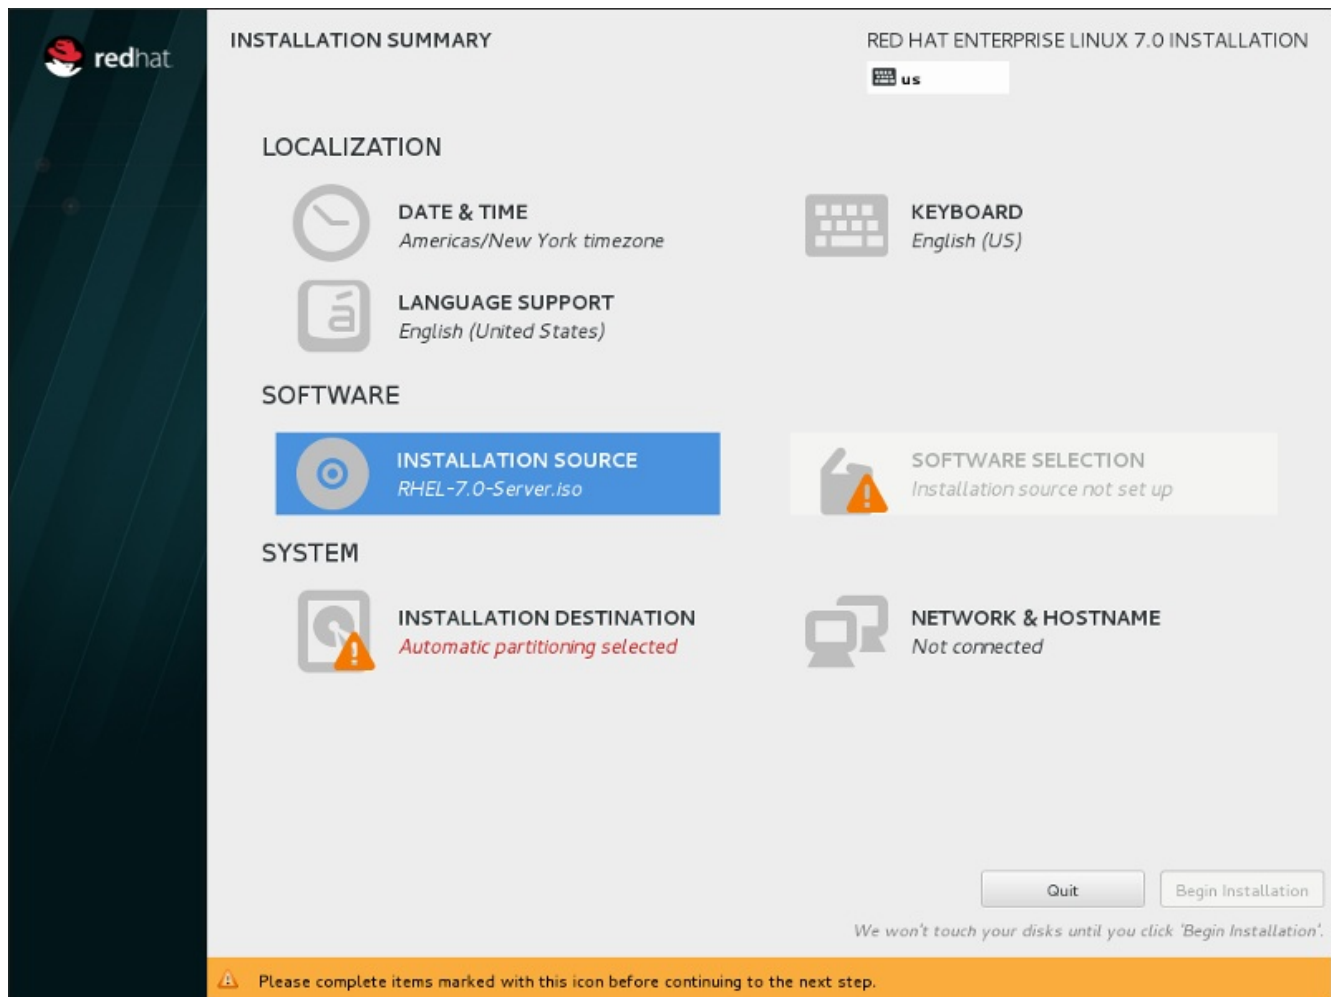 redhat.
INSTALLATION SUMMARY
RED HAT ENTERPRISE LINUX 7.0 INSTALLATION
us
LOCALIZATION
DATE & TIME
Americas/New York timezone
KEYBOARD
English (US)
á
LANGUAGE SUPPORT
English (United States)
SOFTWARE
INSTALLATION SOURCE
RHEL-7.0-Server.iso
SOFTWARE SELECTION
Installation source not set up
SYSTEM
INSTALLATION DESTINATION
Automatic partitioning selected
NETWORK & HOSTNAME
Not connected
Quit
Begin Installation
We won't touch your disks until you click 'Begin Installation'.
Please complete items marked with this icon before continuing to the next step.